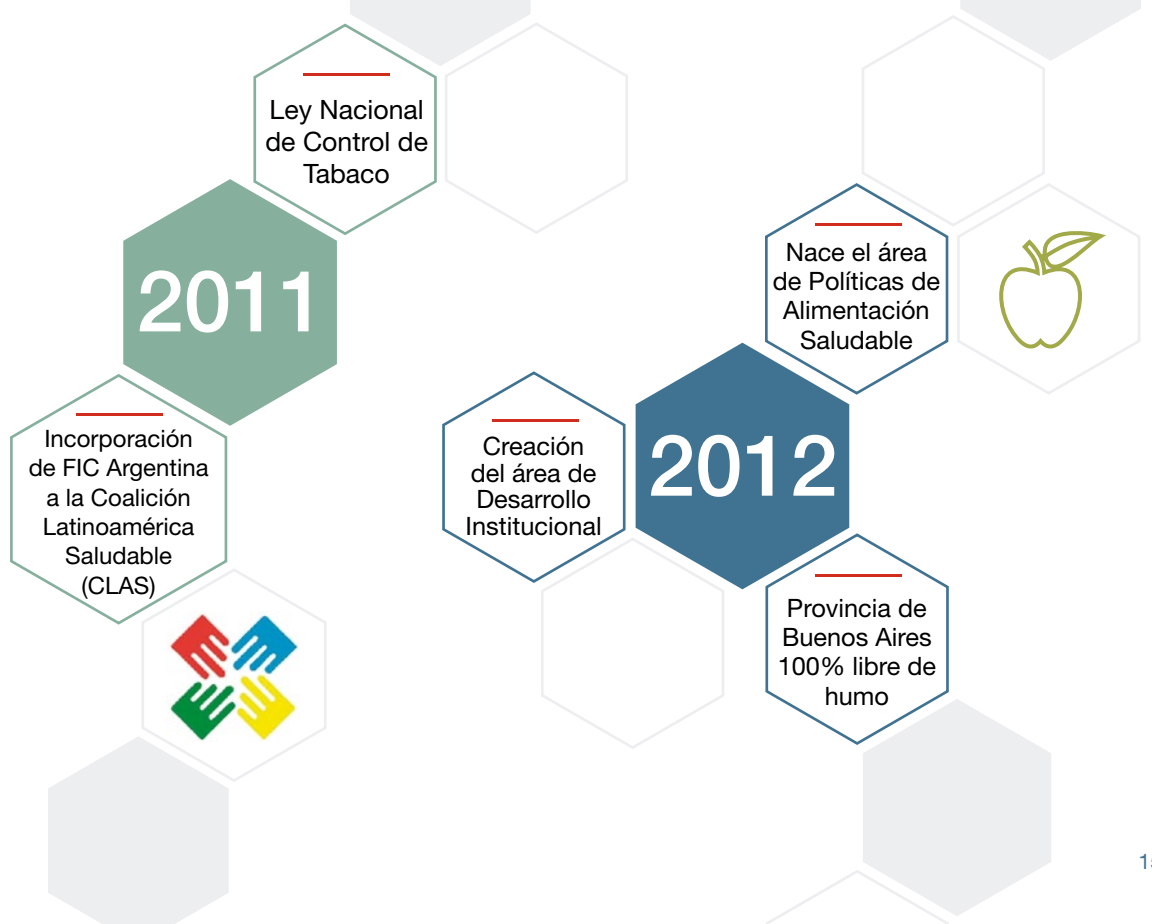 Ley Nacional
de Control de
Tabaco
2011
Incorporación
de FIC Argentina
a la Coalición
Latinoamérica
Saludable
(CLAS)
Nace el área
de Políticas de
Alimentación
Saludable
2012
Creación
del área de
Desarrollo
Institucional
Provincia de
Buenos Aires
100% libre de
humo